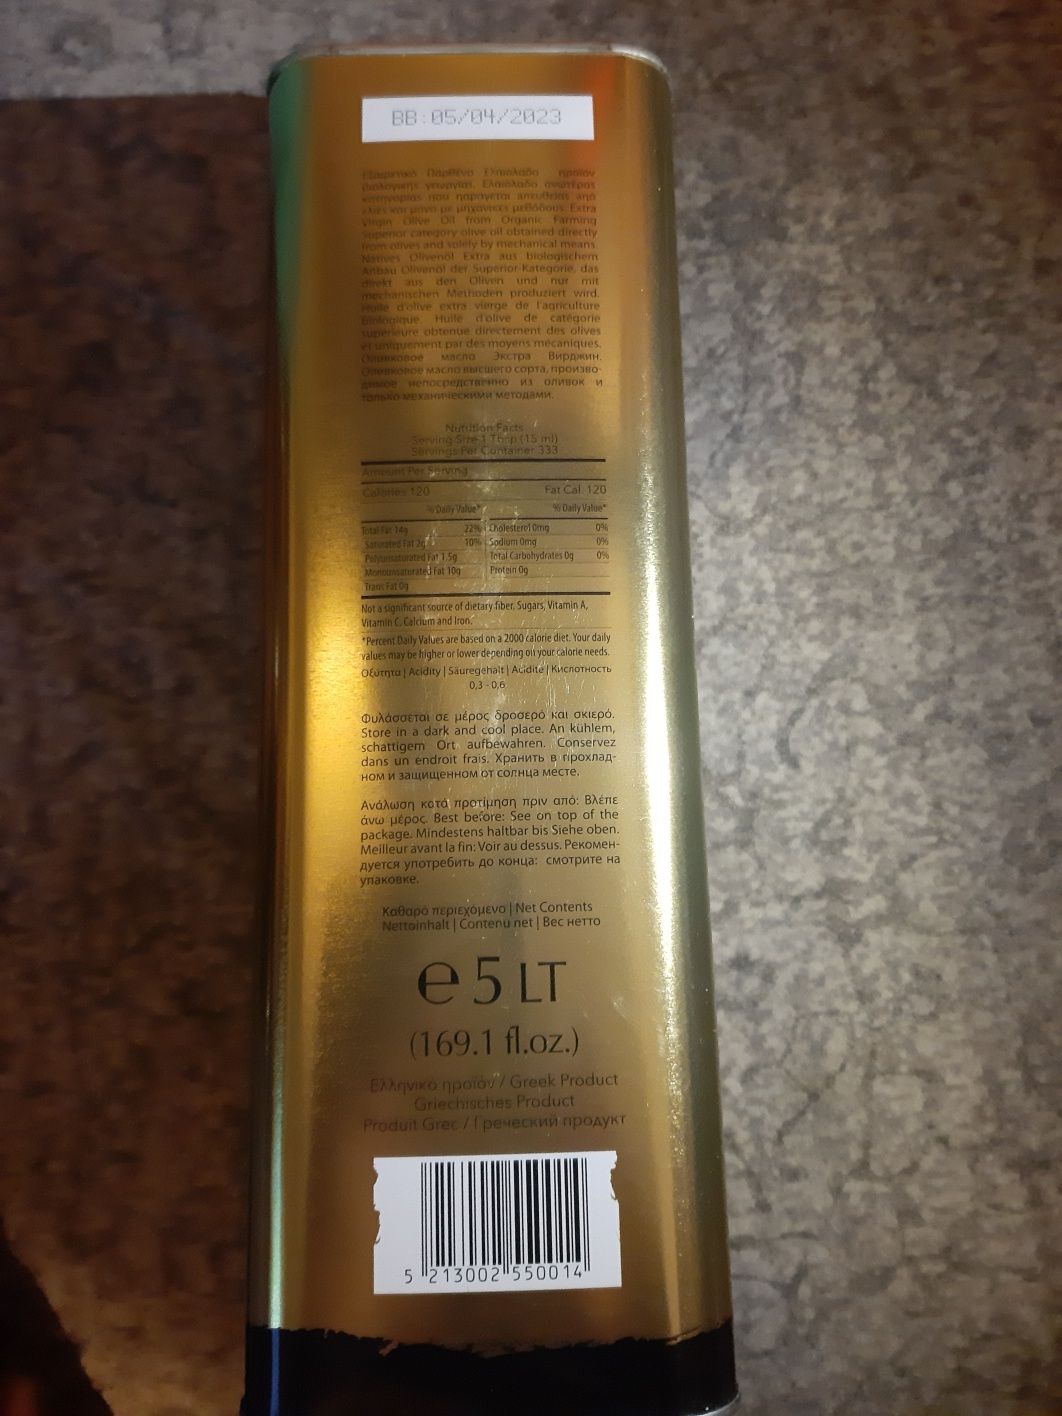 BB:05/04/2023
Εξαιρετικό Παρθένο Ελαιόλαδο προϊόν
βιολογικής γεωργίας. Ελαιόλαδο ανωτέρας
κατηγορίας που παράγεται απευθείας από
ελιές και μόνο με μηχανικές μεθόδους. Extra
Virgin Olive Oil from Organic Farming
Superior category olive oil obtained directly
from olives and solely by mechanical means.
Natives Olivenöl Extra aus biologischem
Anbau Olivenöl der Superior-Kategorie, das
direkt aus den Oliven und nur mit
mechanischen Methoden produziert wird.
Huile d'olive extra vierge de l'agriculture
Biologique. Huile d'olive de catégorie
supérieure obtenue directement des olives
et uniquement par des moyens mécaniques.
Оливковое масло Экстра Вирджин.
Оливковое масло высшего сорта, произво-
димое непосредственно из оливок и
только механическими методами.
Nutrition Facts
Serving Size 1 Tbsp (15 ml)
Servings Per Container 333
Amount Per Serving
Calories 120 Fat Cal. 120
% Daily Value* % Daily Value*
Total Fat 14g 22% Cholesterol 0mg 0%
Saturated Fat 2g 10% Sodium 0mg 0%
Polyunsaturated Fat 1.5g Total Carbohydrates 0g 0%
Monounsaturated Fat 10g Protein 0g
Trans Fat 0g
Not a significant source of dietary fiber, Sugars, Vitamin A,
Vitamin C, Calcium and Iron.
*Percent Daily Values are based on a 2000 calorie diet. Your daily
values may be higher or lower depending on your calorie needs.
Οξύτητα | Acidity | Säuregehalt | Acidité | Кислотность
0,3 - 0,6
Φυλάσσεται σε μέρος δροσερό και σκιερό.
Store in a dark and cool place. An kühlem,
schattigem Ort aufbewahren. Conservez
dans un endroit frais. Хранить в прохлад-
ном и защищенном от солнца месте.
Ανάλωση κατά προτίμηση πριν από: Βλέπε
άνω μέρος. Best before: See on top of the
package. Mindestens haltbar bis Siehe oben.
Meilleur avant la fin: Voir au dessus. Рекомен-
дуется употребить до конца: смотрите на
упаковке.
Καθαρό περιεχόμενο | Net Contents
Nettoinhalt | Contenu net | Вес нетто
℮ 5 LT
(169.1 fl.oz.)
Ελληνικό προϊόν / Greek Product
Griechisches Product
Produit Grec / Греческий продукт
5 213002 550014